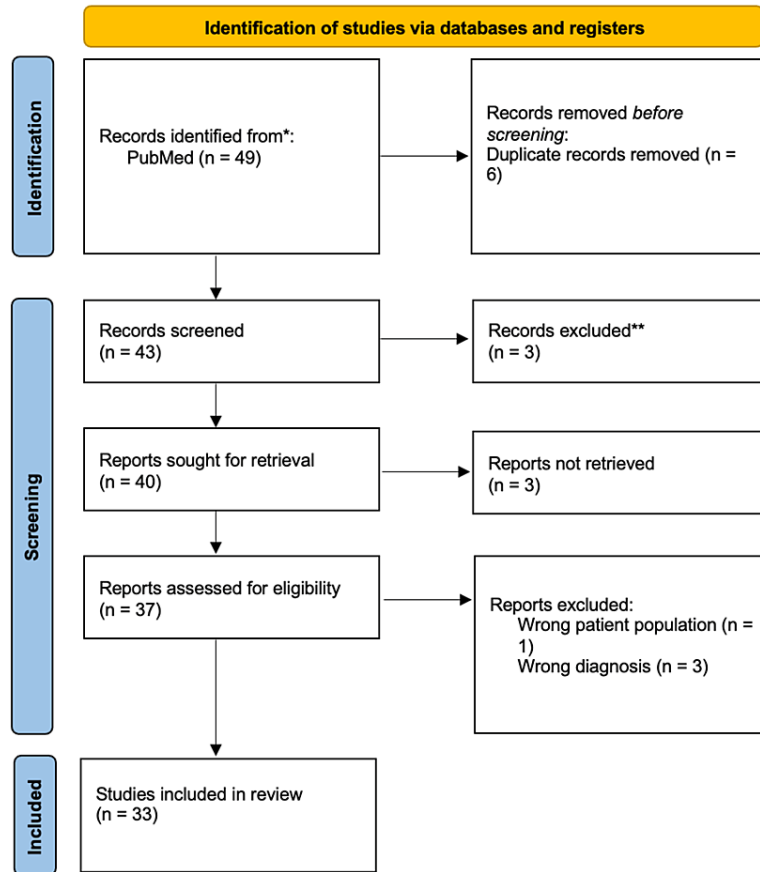 Identification of studies via databases and registers
Identification
Records identified from*:
PubMed (n = 49)
Records removed before
screening:
Duplicate records removed (n =
6)
Screening
Records screened
(n = 43)
Records excluded**
(n = 3)
Reports sought for retrieval
(n = 40)
Reports not retrieved
(n = 3)
Reports assessed for eligibility
(n = 37)
Reports excluded:
Wrong patient population (n =
1)
Wrong diagnosis (n = 3)
Included
Studies included in review
(n = 33)